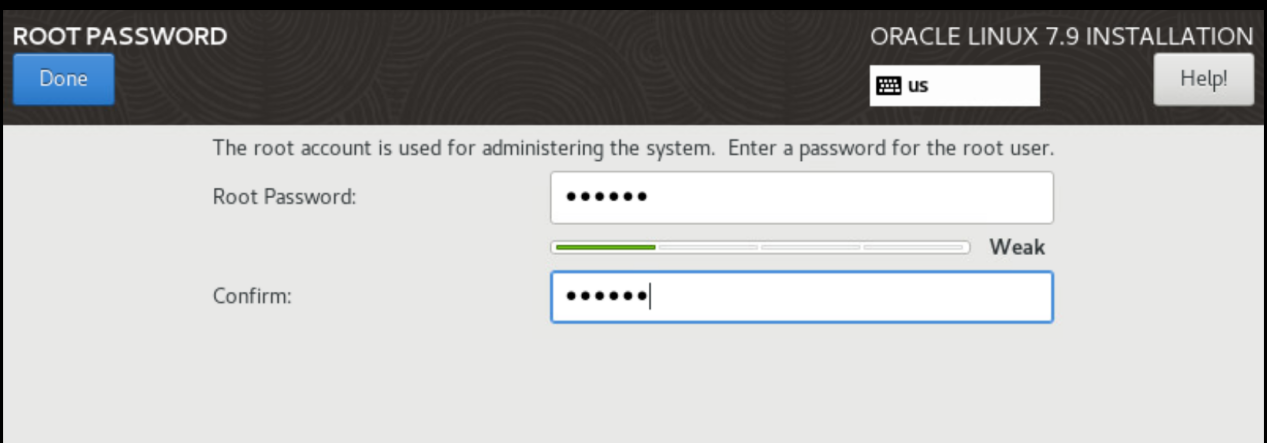 ROOT PASSWORD
ORACLE LINUX 7.9 INSTALLATION
Done
us
Help!
The root account is used for administering the system.  Enter a password for the root user.
Root Password:
••••••
Weak
Confirm:
••••••